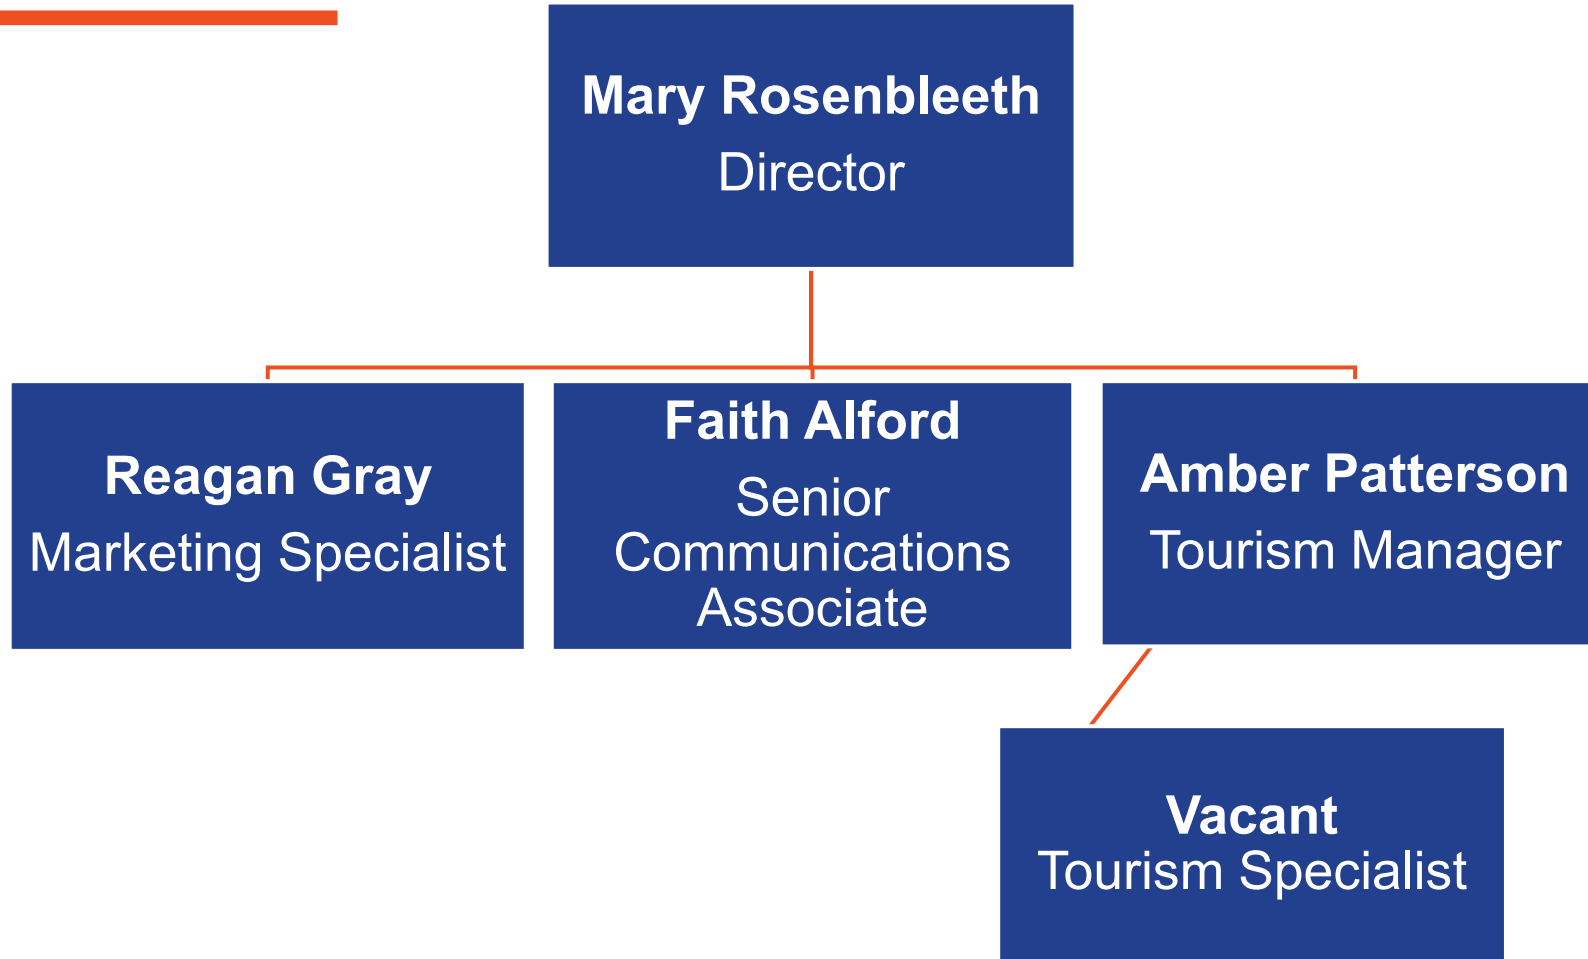 Mary Rosenbleeth
Director
Reagan Gray
Marketing Specialist
Faith Alford
Senior
Communications
Associate
Amber Patterson
Tourism Manager
Vacant
Tourism Specialist